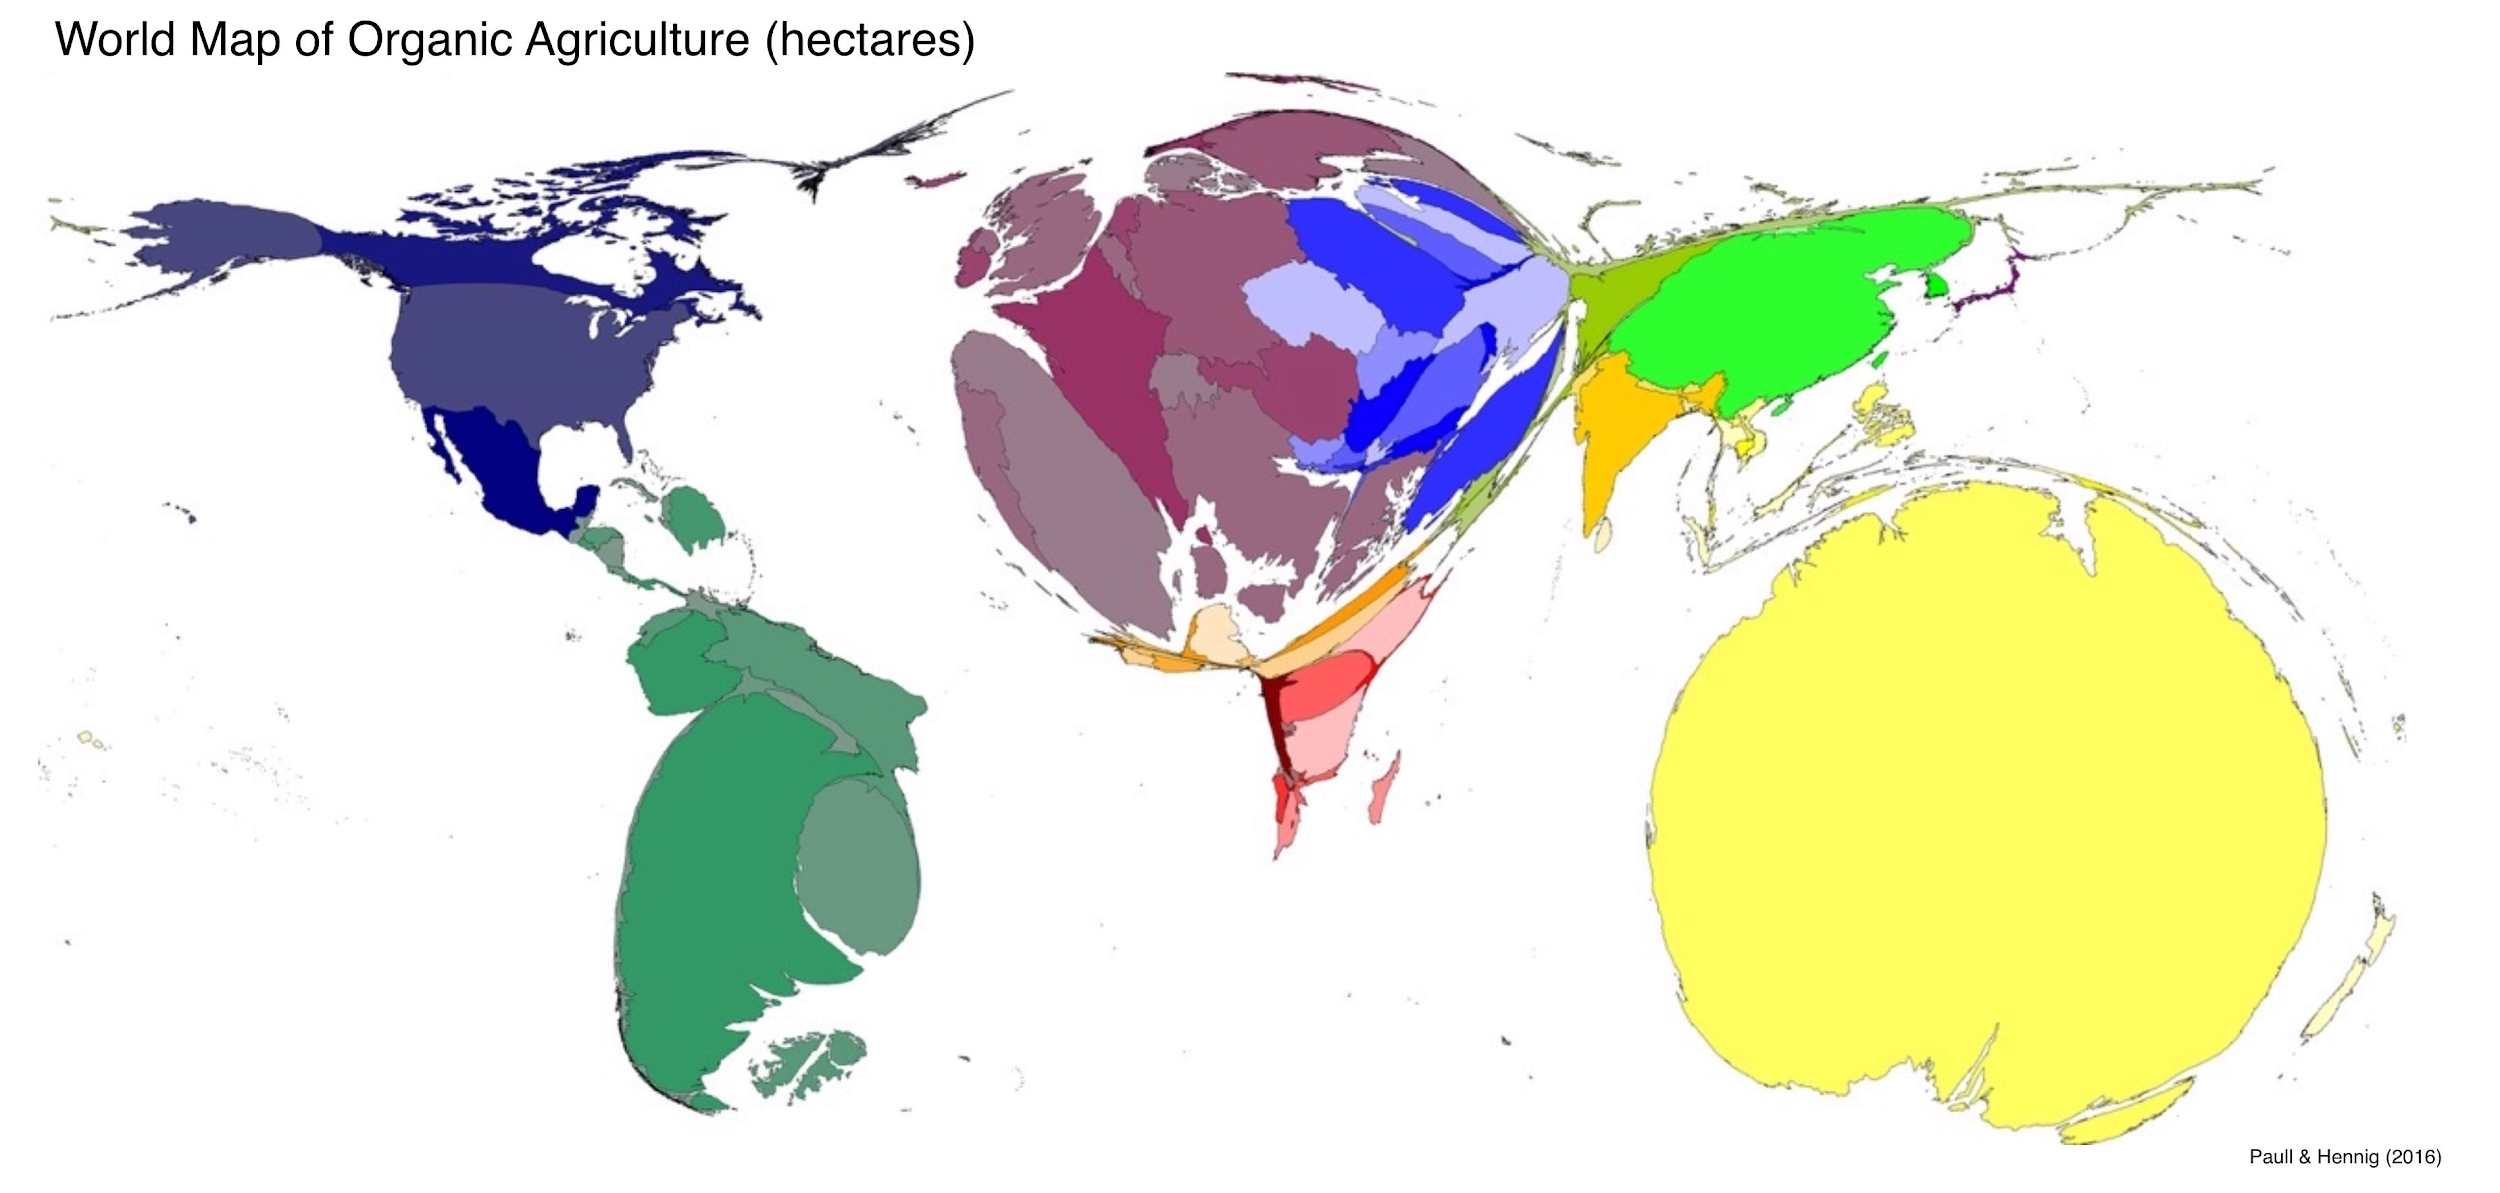 World Map of Organic Agriculture (hectares)
Paull & Hennig (2016)